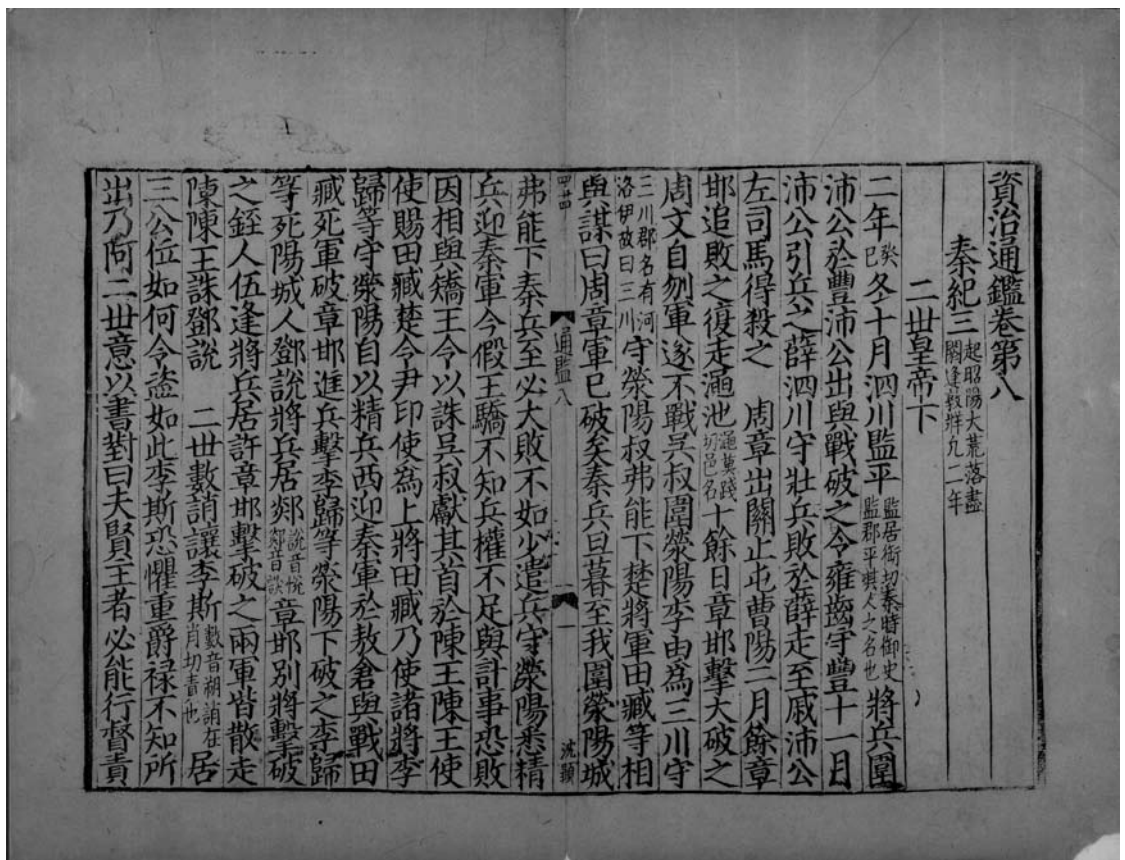 資治通鑑卷第八
秦紀三起昭陽大荒落盡閼逢敦牂凡二年
二世皇帝下
二年癸巳冬十月泗川監平監居銜切秦時御史監郡平其人之名也將兵圍
沛公於豐沛公出與戰破之令雍齒守豐十一月
沛公引兵之薛泗川守壯兵敗於薛走至戚沛公
左司馬得殺之　周章出關止屯曹陽二月餘章
邯追敗之復走澠池澠莫踐切邑名十餘日章邯擊大破之
周文自刎軍遂不戰吳叔圍滎陽李由為三川守
三川郡名有河洛伊故曰三川守滎陽叔弗能下楚將軍田臧等相
與謀曰周章軍已破矣秦兵旦暮至我圍滎陽城
四廿四　通鑑八　一　沈顯
弗能下秦兵至必大敗不如少遣兵守滎陽悉精
兵迎秦軍今假王驕不知兵權不足與計事恐敗
因相與矯王令以誅吳叔獻其首於陳王陳王使
使賜田臧楚令尹印使為上將田臧乃使諸將李
歸等守滎陽自以精兵西迎秦軍於敖倉與戰田
臧死軍破章邯進兵擊李歸等滎陽下破之李歸
等死陽城人鄧說將兵居郯說音悅郯音談章邯別將擊破
之銍人伍逢將兵居許章邯擊破之兩軍皆散走
陳陳王誅鄧說　二世數誚讓李斯數音朔誚在肖切責也居
三公位如何令盜如此李斯恐懼重爵祿不知所
出乃阿二世意以書對曰夫賢主者必能行督責